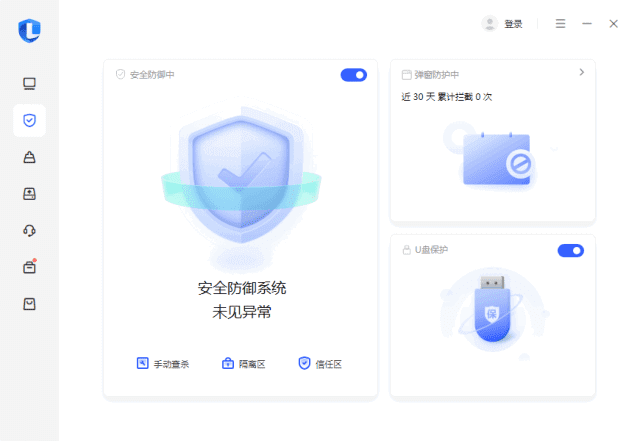 登录
安全防御中
弹窗防护中
近 30 天 累计拦截 0 次
安全防御系统
未见异常
手动查杀
隔离区
信任区
U盘保护
保